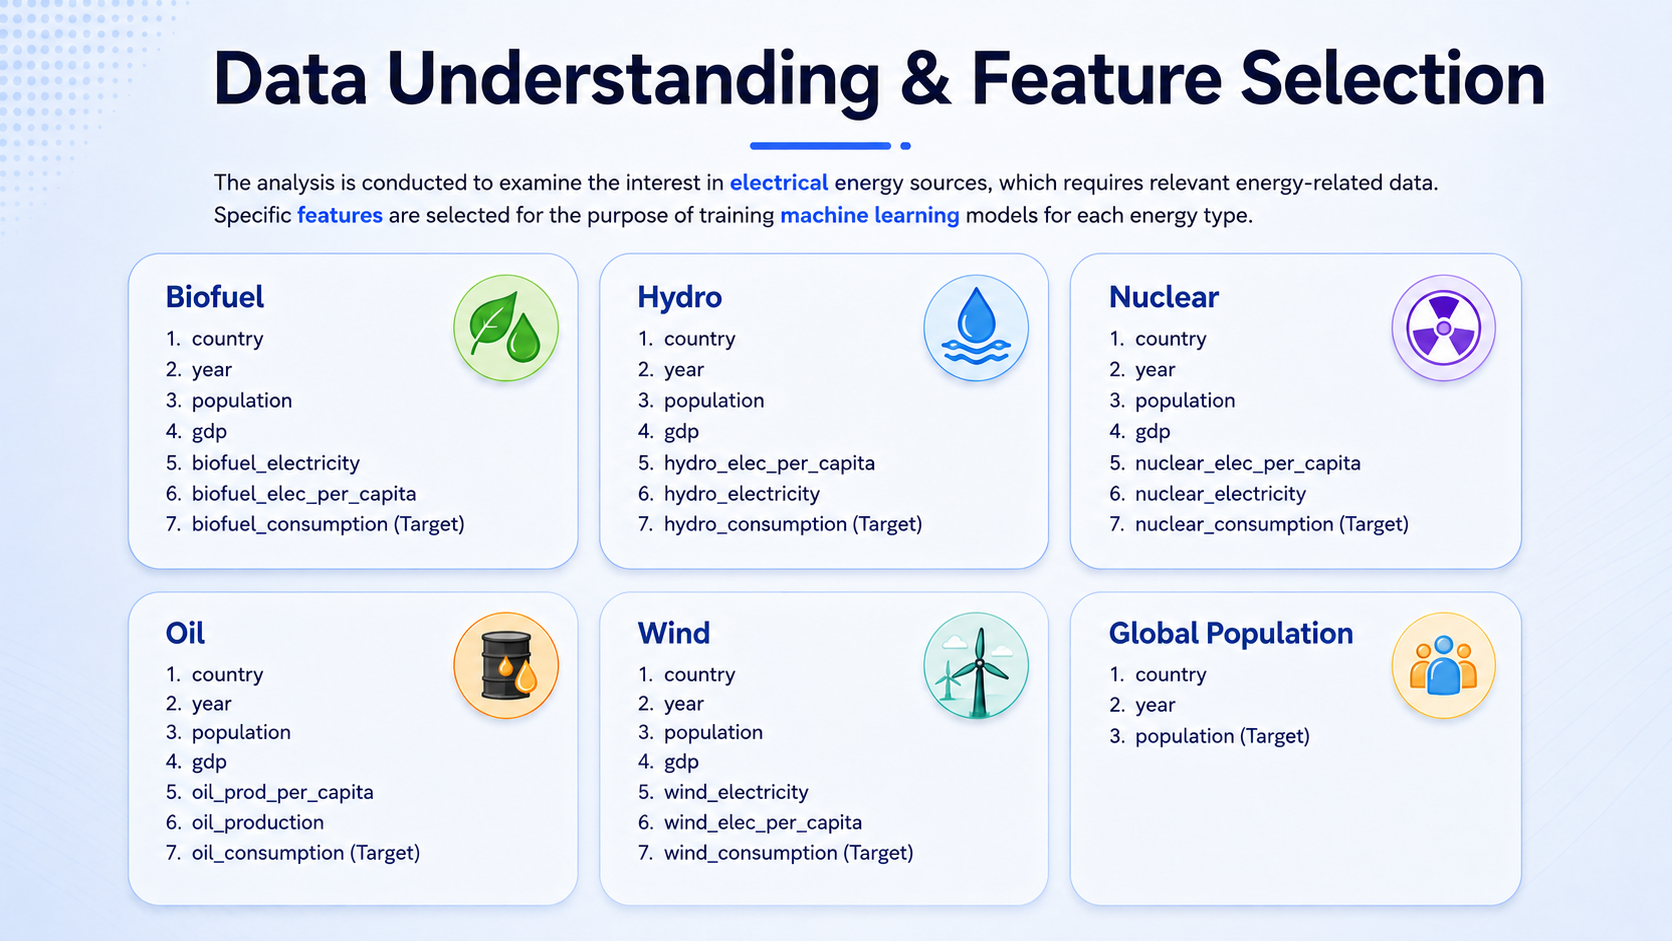 Data Understanding & Feature Selection
The analysis is conducted to examine the interest in electrical energy sources, which requires relevant energy-related data.
Specific features are selected for the purpose of training machine learning models for each energy type.
Biofuel
1. country
2. year
3. population
4. gdp
5. biofuel_electricity
6. biofuel_elec_per_capita
7. biofuel_consumption (Target)
Hydro
1. country
2. year
3. population
4. gdp
5. hydro_elec_per_capita
6. hydro_electricity
7. hydro_consumption (Target)
Nuclear
1. country
2. year
3. population
4. gdp
5. nuclear_elec_per_capita
6. nuclear_electricity
7. nuclear_consumption (Target)
Oil
1. country
2. year
3. population
4. gdp
5. oil_prod_per_capita
6. oil_production
7. oil_consumption (Target)
Wind
1. country
2. year
3. population
4. gdp
5. wind_electricity
6. wind_elec_per_capita
7. wind_consumption (Target)
Global Population
1. country
2. year
3. population (Target)